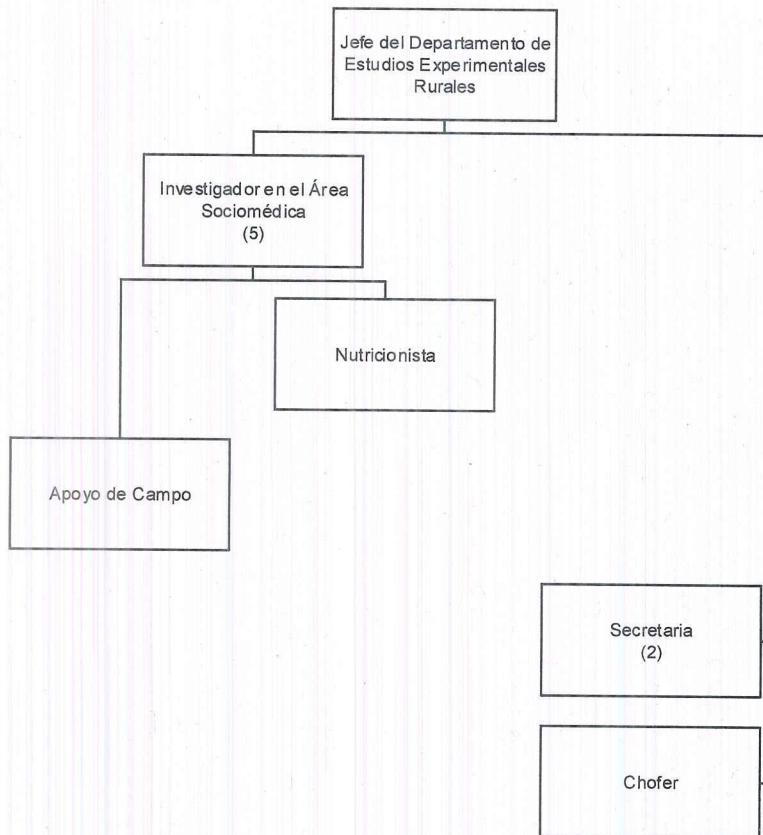 Jefe del Departamento de
Estudios Experimentales
Rurales
Investigador en el Área
Sociomédica
(5)
Nutricionista
Apoyo de Campo
Secretaria
(2)
Chofer